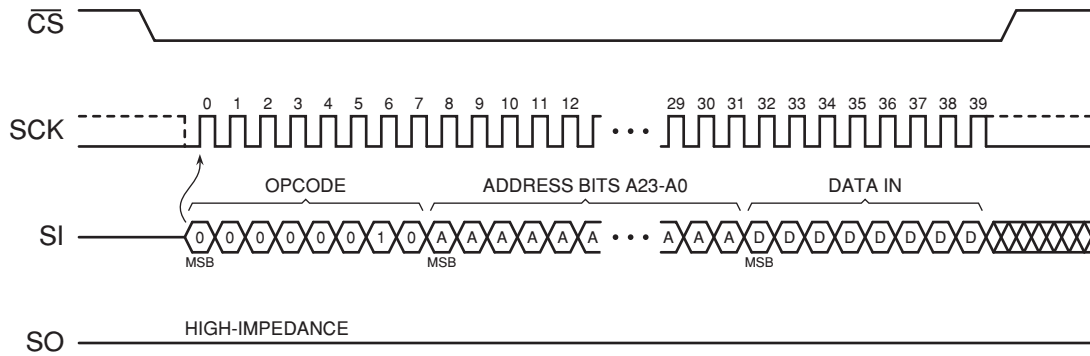 CS
0 1 2 3 4 5 6 7 8 9 10 11 12 29 30 31 32 33 34 35 36 37 38 39
SCK • • •
OPCODE ADDRESS BITS A23-A0 DATA IN
SI 0 0 0 0 0 0 1 0 A A A A A A • • • A A A D D D D D D D D
MSB MSB MSB
HIGH-IMPEDANCE
SO